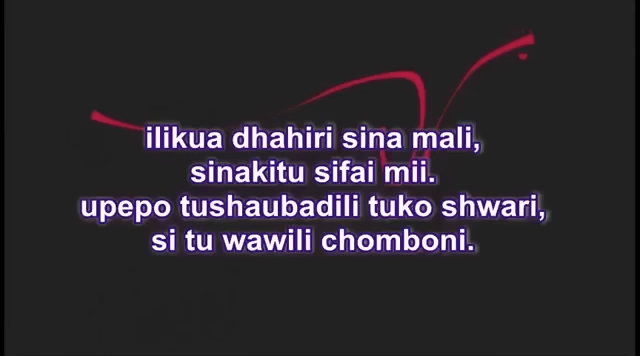 ilikua dhahiri sina mali,
sinakitu sifai mii.
upepo tushaubadili tuko shwari,
si tu wawili chomboni.